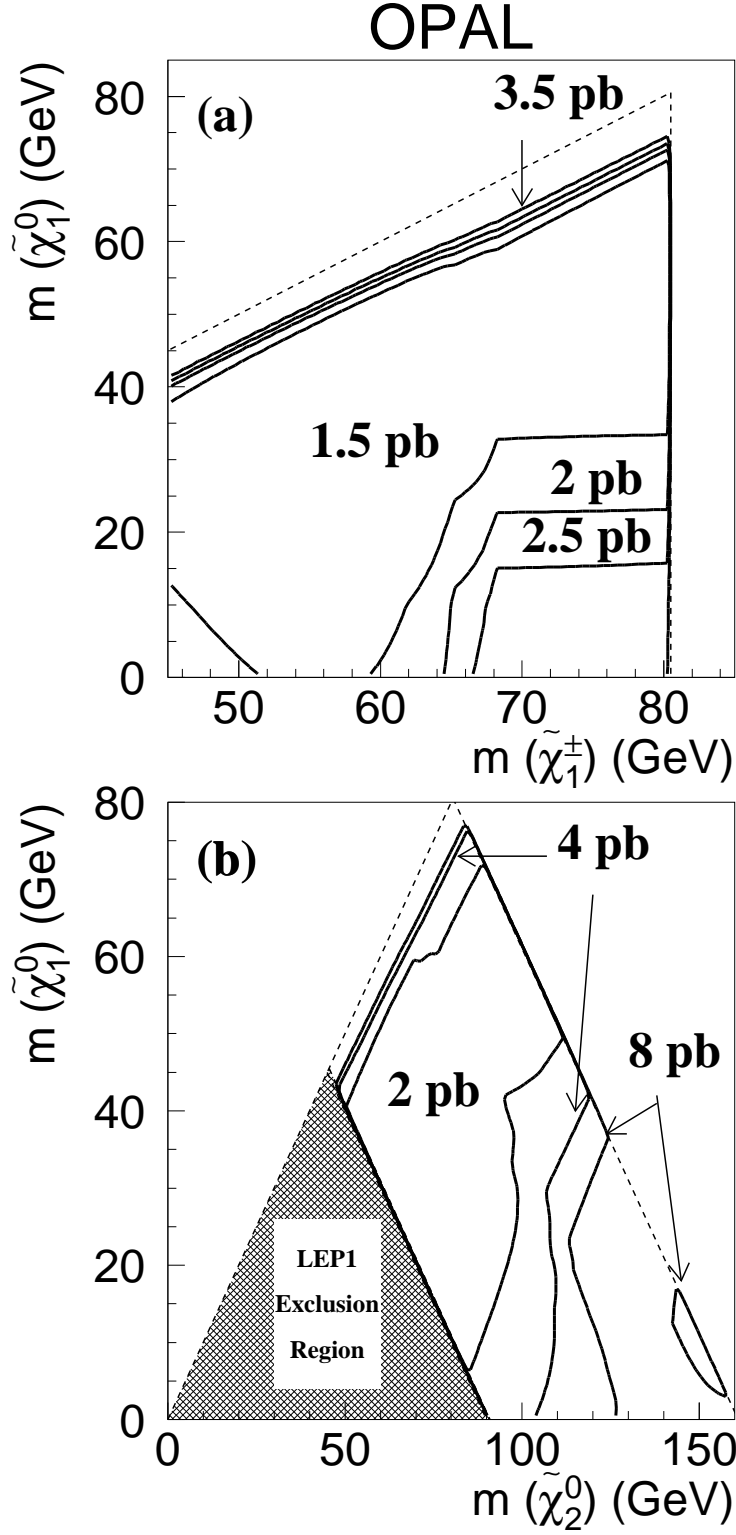 OPAL
(a)
3.5 pb
1.5 pb
2 pb
2.5 pb
80
60
40
20
0
50 60 70 80
m (χ̃₁⁰) (GeV)
m (χ̃₁±) (GeV)
(b)
4 pb
8 pb
2 pb
LEP1
Exclusion
Region
80
60
40
20
0
0 50 100 150
m (χ̃₁⁰) (GeV)
m (χ̃₂⁰) (GeV)